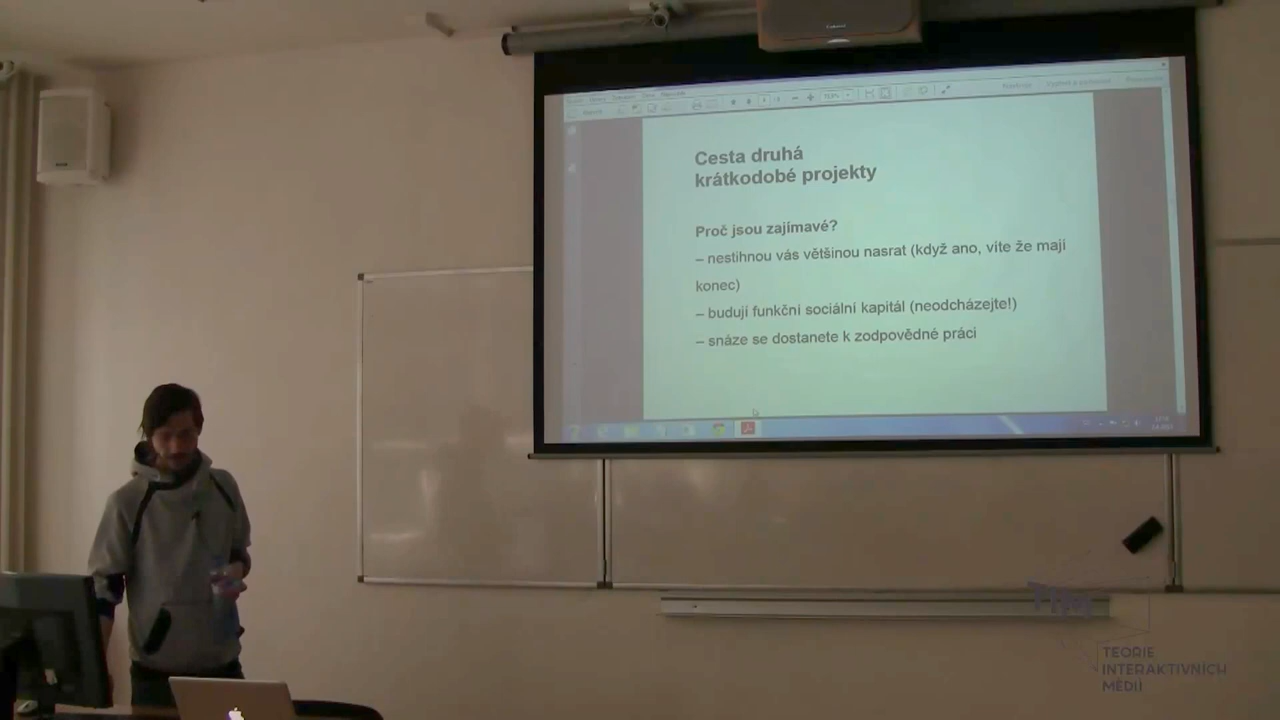 Cesta druhá
krátkodobé projekty
Proč jsou zajímavé?
– nestihnou vás většinou nasrat (když ano, víte že mají
konec)
– budují funkční sociální kapitál (neodcházejte!)
– snáze se dostanete k zodpovědné práci
TIM
TEORIE
INTERAKTIVNÍCH
MÉDIÍ